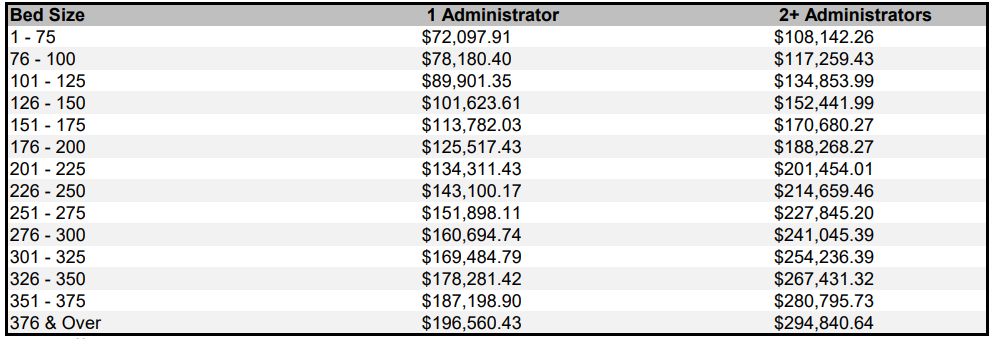 Bed Size 1 Administrator 2+ Administrators
1 - 75 $72,097.91 $108,142.26
76 - 100 $78,180.40 $117,259.43
101 - 125 $89,901.35 $134,853.99
126 - 150 $101,623.61 $152,441.99
151 - 175 $113,782.03 $170,680.27
176 - 200 $125,517.43 $188,268.27
201 - 225 $134,311.43 $201,454.01
226 - 250 $143,100.17 $214,659.46
251 - 275 $151,898.11 $227,845.20
276 - 300 $160,694.74 $241,045.39
301 - 325 $169,484.79 $254,236.39
326 - 350 $178,281.42 $267,431.32
351 - 375 $187,198.90 $280,795.73
376 & Over $196,560.43 $294,840.64